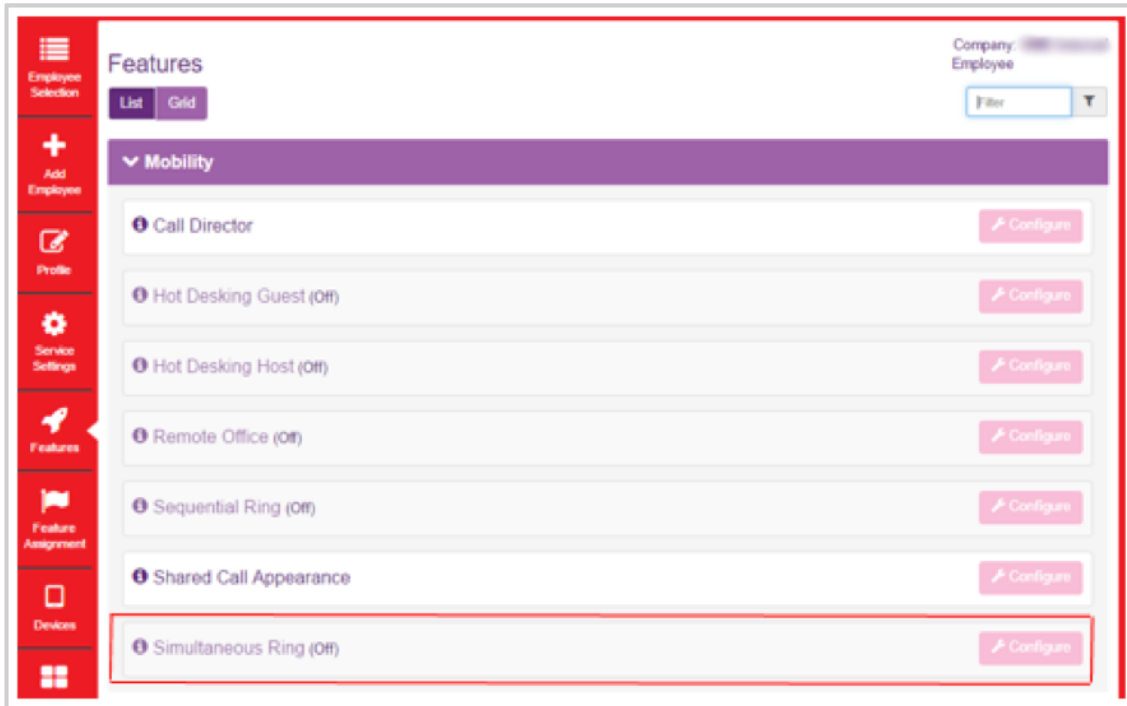 Employee
Selection
Add
Employee
Profile
Service
Settings
Features
Feature
Assignment
Devices
Features
Company:
Employee
List Grid
Filter
Mobility
Call Director Configure
Hot Desking Guest (Off) Configure
Hot Desking Host (Off) Configure
Remote Office (Off) Configure
Sequential Ring (Off) Configure
Shared Call Appearance Configure
Simultaneous Ring (Off) Configure